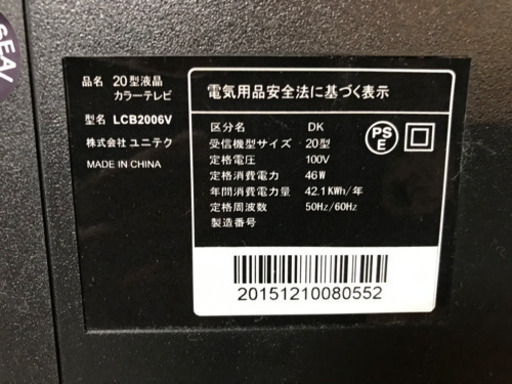 SEA/
品名 20型液晶
カラーテレビ
型名 LCB2006V
株式会社 ユニテク
MADE IN CHINA
電気用品安全法に基づく表示
区分名 DK
受信機型サイズ 20型
定格電圧 100V
定格消費電力 46W
年間消費電力量 42.1KWh/年
定格周波数 50Hz/60Hz
製造番号
PS
E
20151210080552